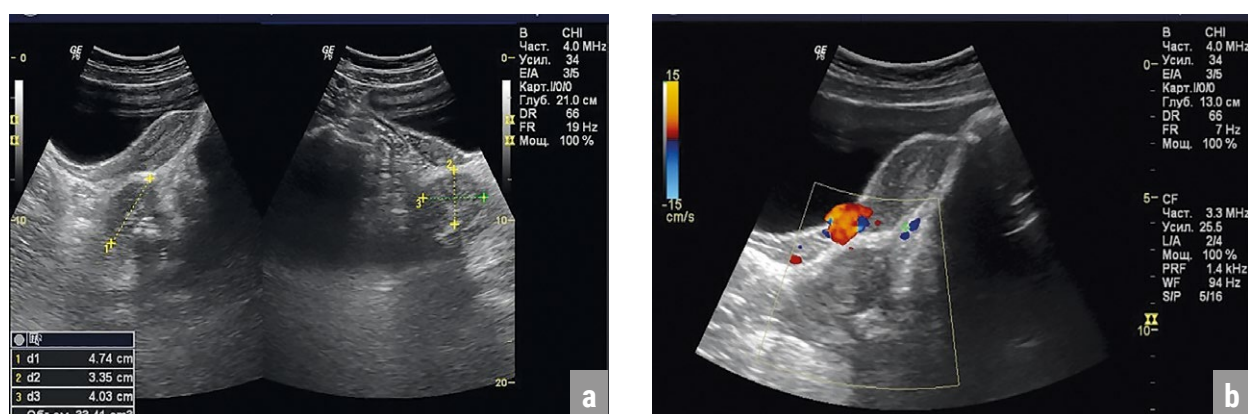 GE
GE
0
0
10
10
20
В CHI
Част. 4.0 MHz
Усил. 34
E/A 3/5
Карт.I/0/0
Глуб. 21.0 см
DR 66
FR 19 Hz
Мощ. 100 %
1
2
3
1 d1 4.74 cm
2 d2 3.35 cm
3 d3 4.03 cm
a
GE
15
-15
cm/s
0
5
10
В CHI
Част. 4.0 MHz
Усил. 34
E/A 3/5
Карт.I/0/0
Глуб. 13.0 см
DR 66
FR 7 Hz
Мощ. 100 %
CF
Част. 3.3 MHz
Усил. 25.5
L/A 2/4
Мощ. 100 %
PRF 1.4 kHz
WF 94 Hz
S/P 5/16
b